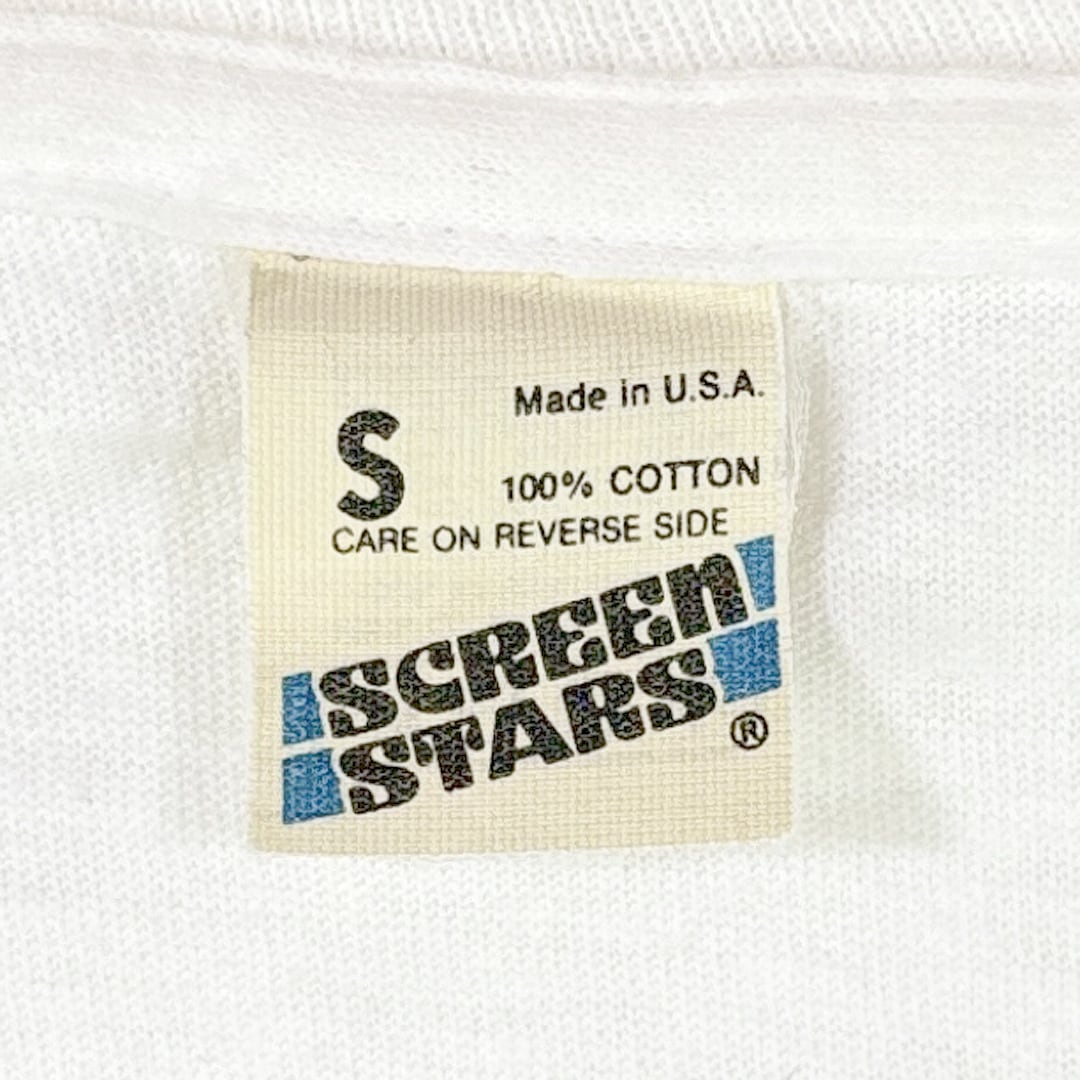 Made in U.S.A.
S
100% COTTON
CARE ON REVERSE SIDE
SCREEN
STARS
®